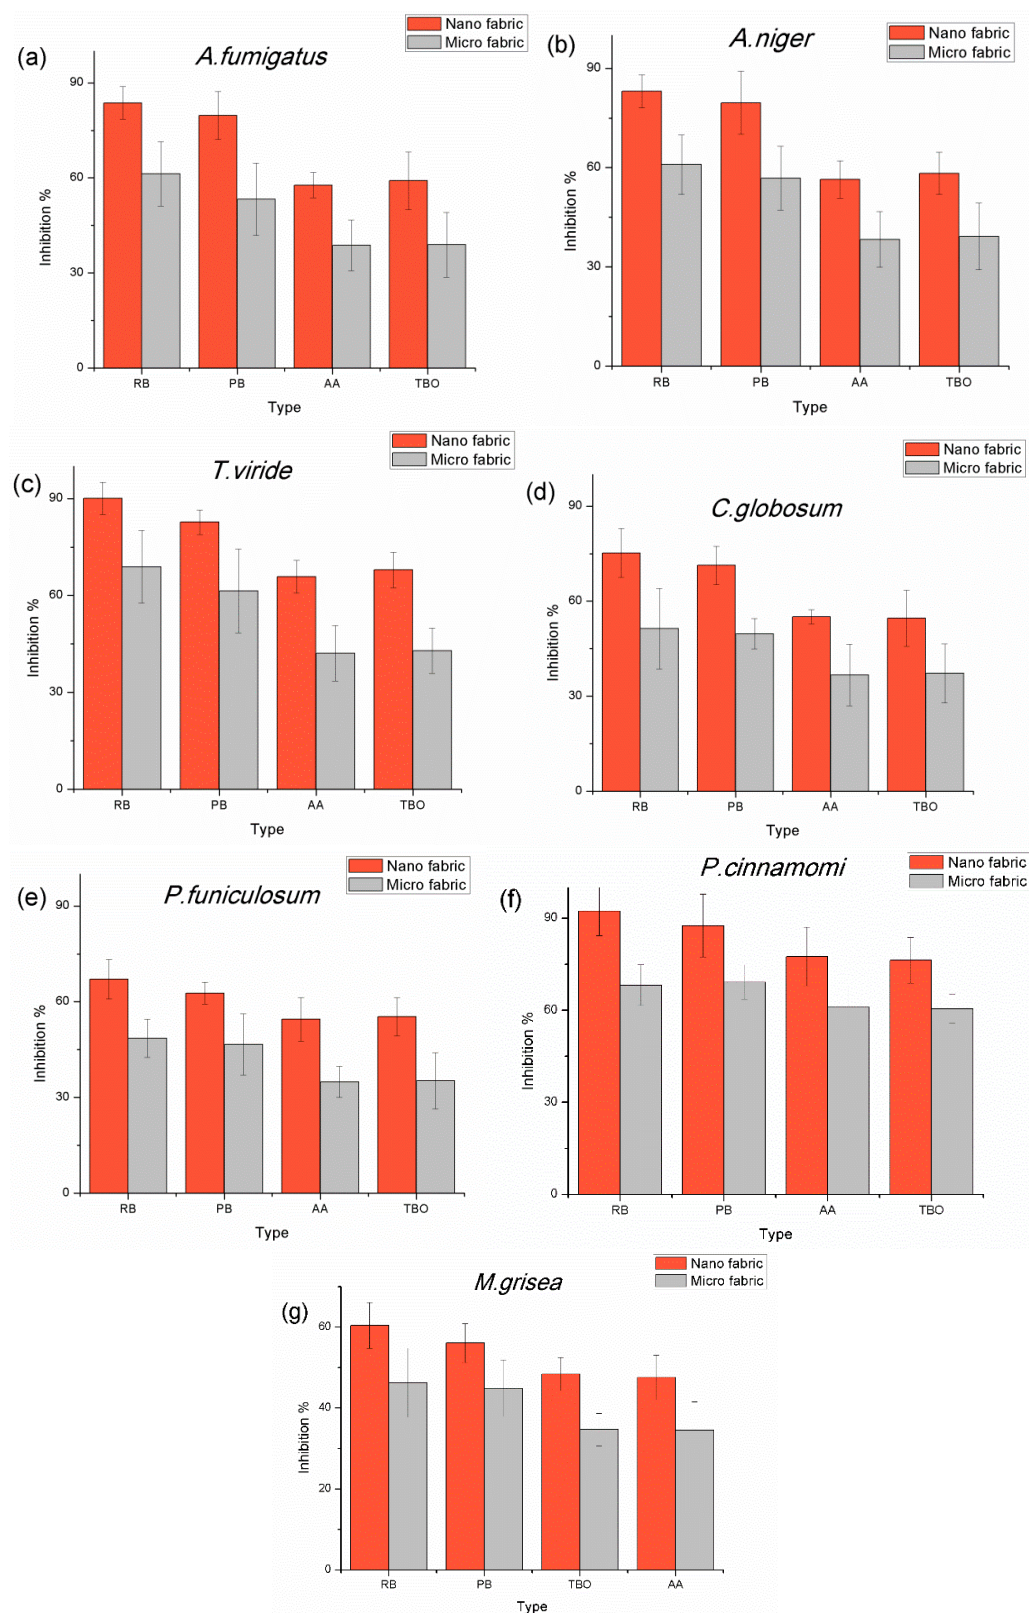 (a)
A.fumigatus
Nano fabric
Micro fabric
Inhibition %
90
60
30
0
RB PB AA TBO
Type
(b)
A.niger
Nano fabric
Micro fabric
Inhibition %
90
60
30
0
RB PB AA TBO
Type
(c)
T.viride
Nano fabric
Micro fabric
Inhibition %
90
60
30
0
RB PB AA TBO
Type
(d)
C.globosum
Nano fabric
Micro fabric
Inhibition %
90
60
30
0
RB PB AA TBO
Type
(e)
P.funiculosum
Nano fabric
Micro fabric
Inhibition %
90
60
30
0
RB PB AA TBO
Type
(f)
P.cinnamomi
Nano fabric
Micro fabric
Inhibition %
90
60
30
0
RB PB AA TBO
Type
(g)
M.grisea
Nano fabric
Micro fabric
Inhibition %
60
40
20
0
RB PB TBO AA
Type